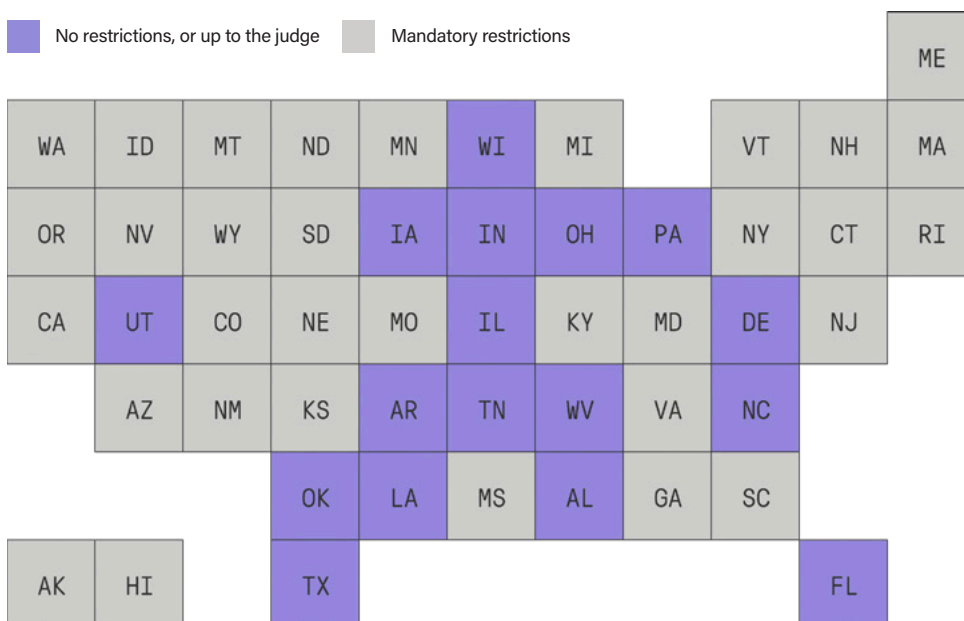 No restrictions, or up to the judge Mandatory restrictions
ME
WA ID MT ND MN WI MI VT NH MA
OR NV WY SD IA IN OH PA NY CT RI
CA UT CO NE MO IL KY MD DE NJ
AZ NM KS AR TN WV VA NC
OK LA MS AL GA SC
AK HI TX FL